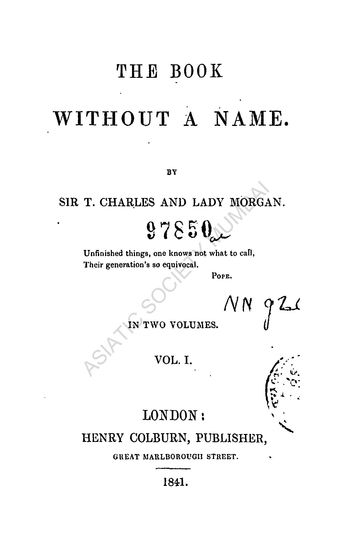 THE BOOK
WITHOUT A NAME.
BY
SIR T. CHARLES AND LADY MORGAN.
97850
Unfinished things, one knows not what to call,
Their generation's so equivocal.
POPE.
IN TWO VOLUMES.
VOL. I.
LONDON:
HENRY COLBURN, PUBLISHER,
GREAT MARLBOROUGH STREET.
1841.
ASIATIC SOCIETY MUMBAI